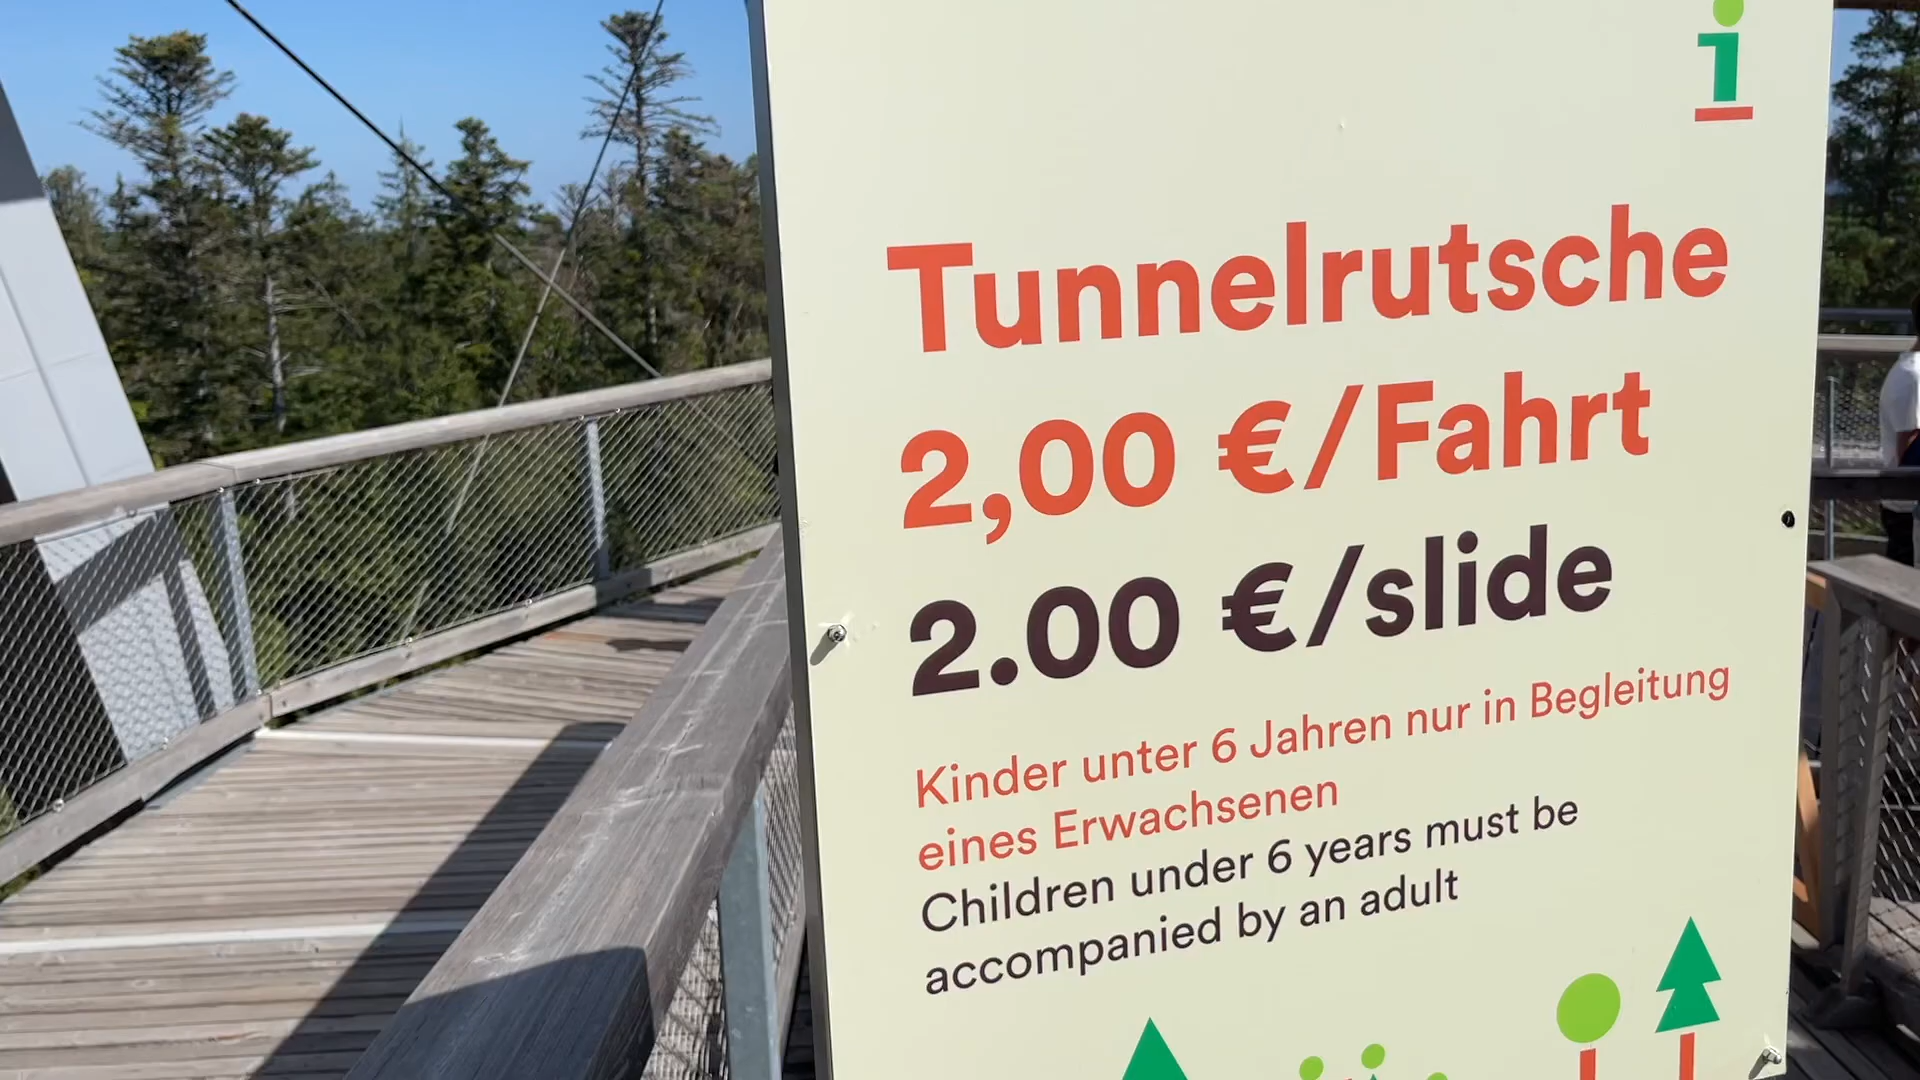 i
Tunnelrutsche
2,00 €/Fahrt
2.00 €/slide
Kinder unter 6 Jahren nur in Begleitung
eines Erwachsenen
Children under 6 years must be
accompanied by an adult